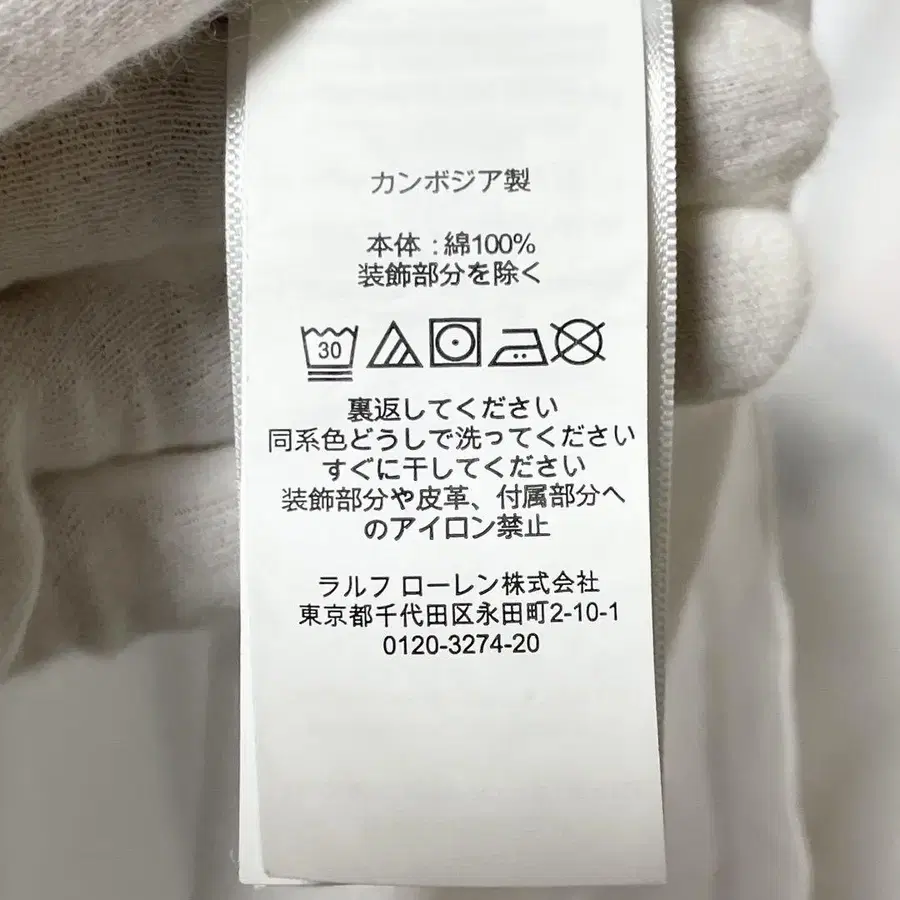 カンボジア製
本体 : 綿100%
装飾部分を除く
30
裏返してください
同系色どうしで洗ってください
すぐに干してください
装飾部分や皮革、付属部分へ
のアイロン禁止
ラルフ ローレン株式会社
東京都千代田区永田町2-10-1
0120-3274-20